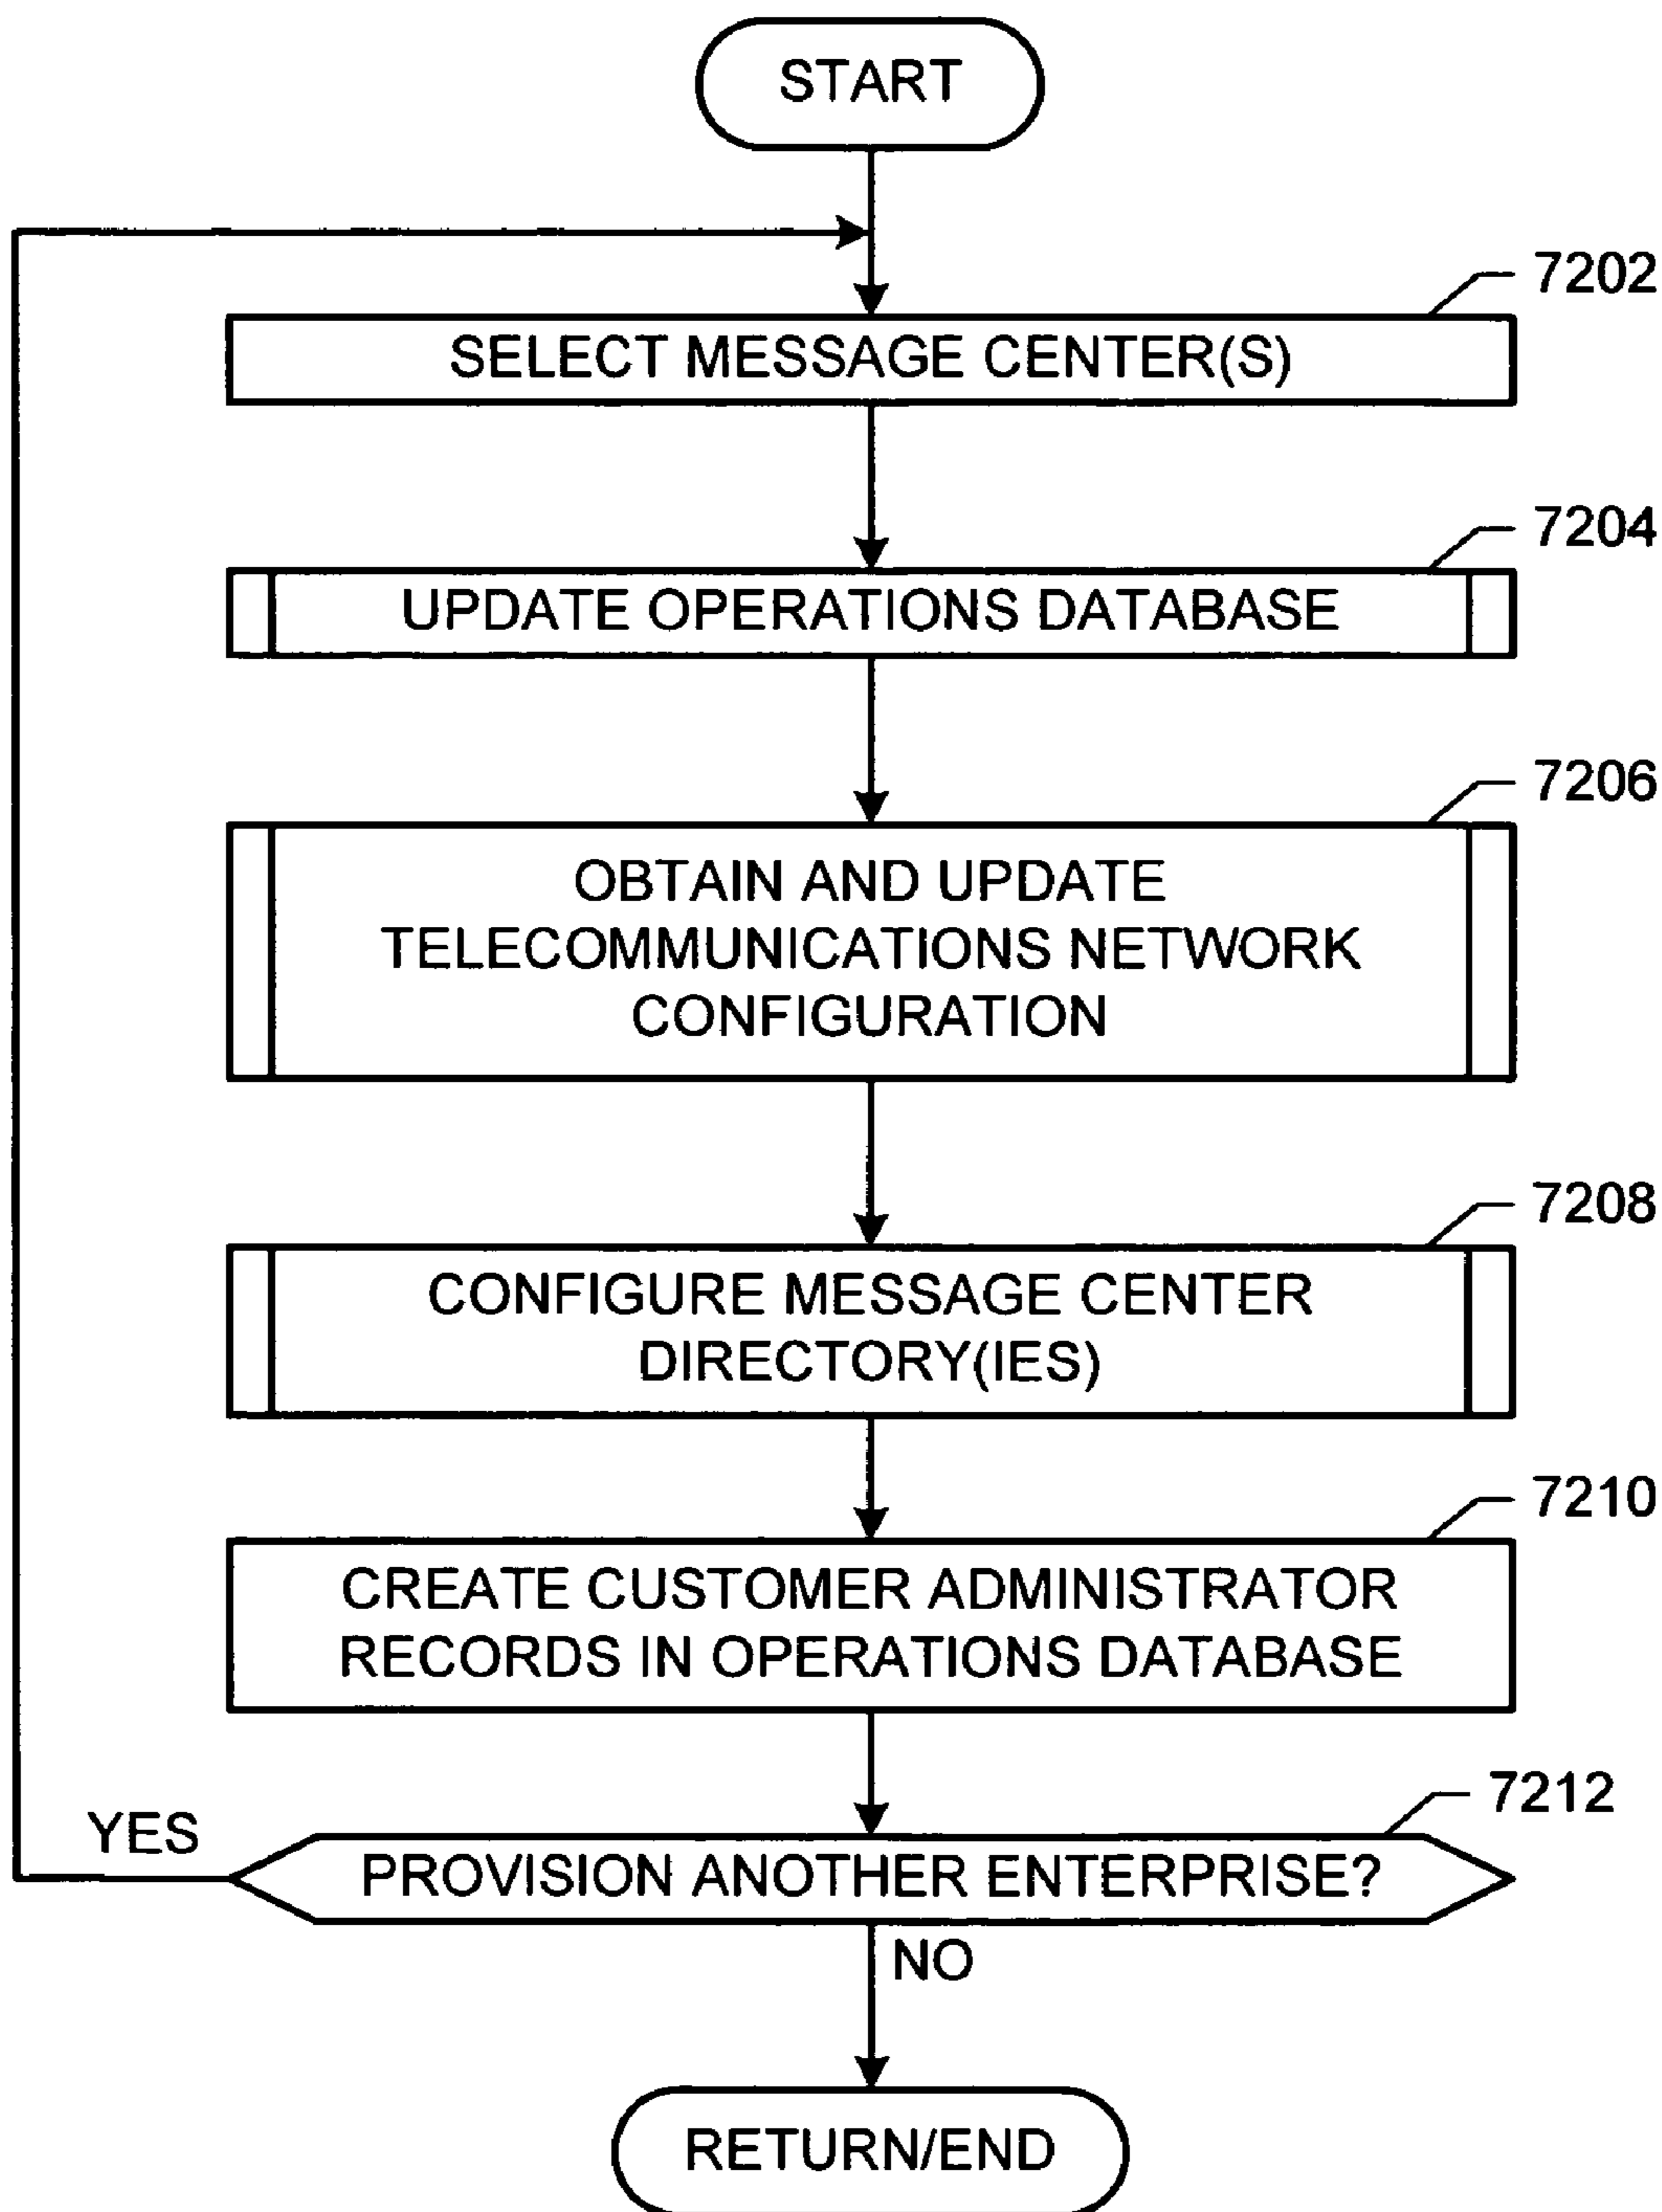 START
7202
SELECT MESSAGE CENTER(S)
7204
UPDATE OPERATIONS DATABASE
7206
OBTAIN AND UPDATE
TELECOMMUNICATIONS NETWORK
CONFIGURATION
7208
CONFIGURE MESSAGE CENTER
DIRECTORY(IES)
7210
CREATE CUSTOMER ADMINISTRATOR
RECORDS IN OPERATIONS DATABASE
7212
YES
PROVISION ANOTHER ENTERPRISE?
NO
RETURN/END